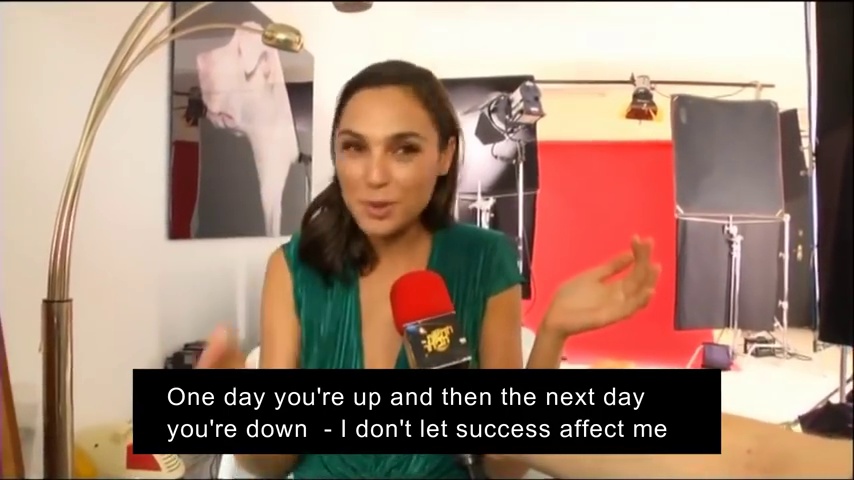 One day you're up and then the next day
you're down  - I don't let success affect me